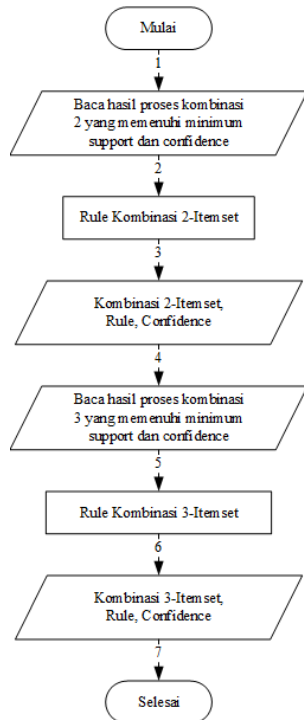 Mulai
1
Baca hasil proses kombinasi
2 yang memenuhi minimum
support dan confidence
2
Rule Kombinasi 2-Itemset
3
Kombinasi 2-Itemset,
Rule, Confidence
4
Baca hasil proses kombinasi
3 yang memenuhi minimum
support dan confidence
5
Rule Kombinasi 3-Itemset
6
Kombinasi 3-Itemset,
Rule, Confidence
7
Selesai